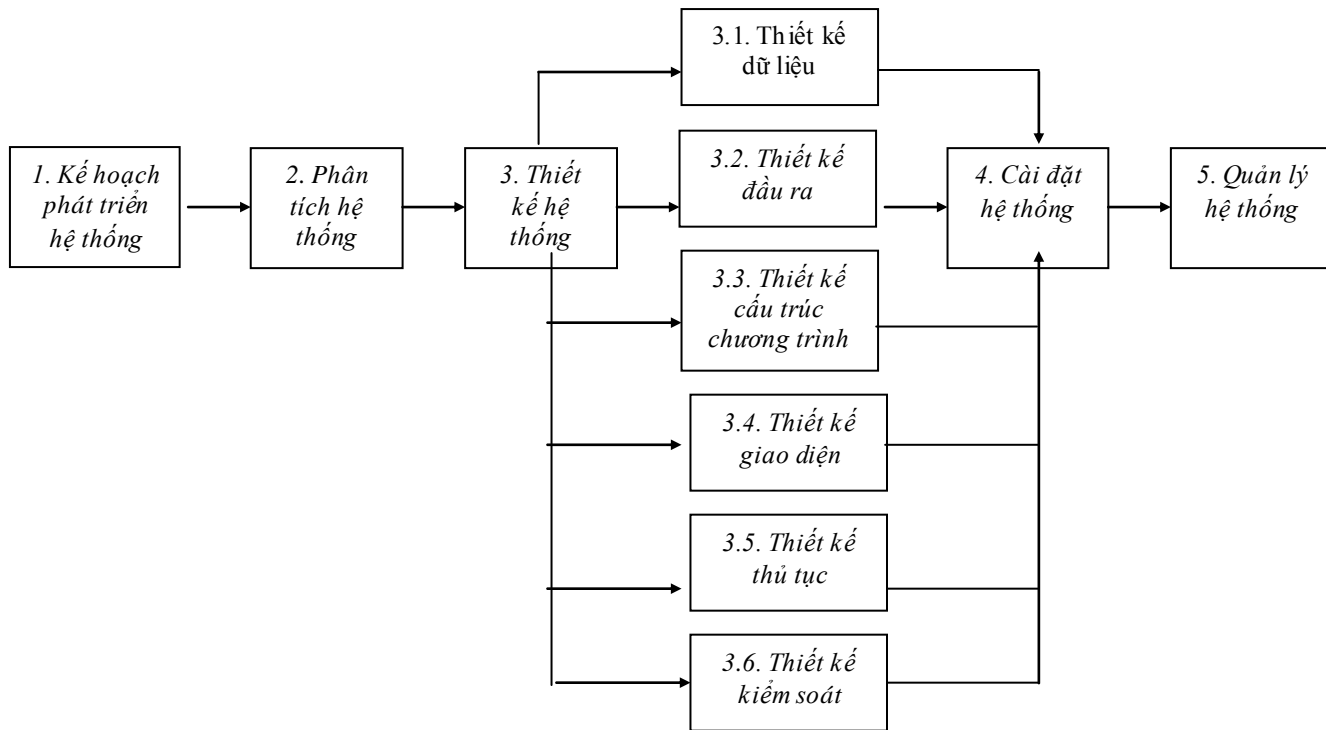 3.1. Thiết kế
dữ liệu
1. Kế hoạch
phát triển
hệ thống
2. Phân
tích hệ
thống
3. Thiết
kế hệ
thống
3.2. Thiết kế
đầu ra
4. Cài đặt
hệ thống
5. Quản lý
hệ thống
3.3. Thiết kế
cấu trúc
chương trình
3.4. Thiết kế
giao diện
3.5. Thiết kế
thủ tục
3.6. Thiết kế
kiểm soát